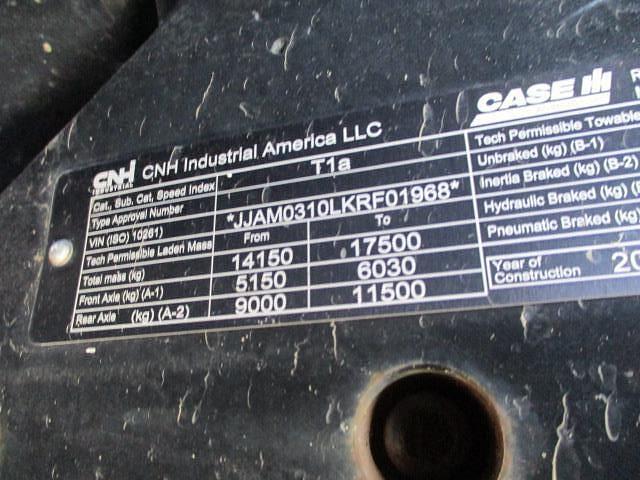 CNH INDUSTRIAL CNH Industrial America LLC
Cat., Sub. Cat., Speed Index T1a
Type Approval Number
VIN (ISO 10261) *JJAM0310LKRF01968*
Tech Permissible Laden Mass From To
Total mass (kg) 14150 17500
Front Axle (kg) (A-1) 5150 6030
Rear Axle (kg) (A-2) 9000 11500
CASE IH
Tech Permissible Towable
Unbraked (kg) (B-1)
Inertia Braked (kg) (B-2)
Hydraulic Braked (kg) (B
Pneumatic Braked (kg)
Year of
Construction 20